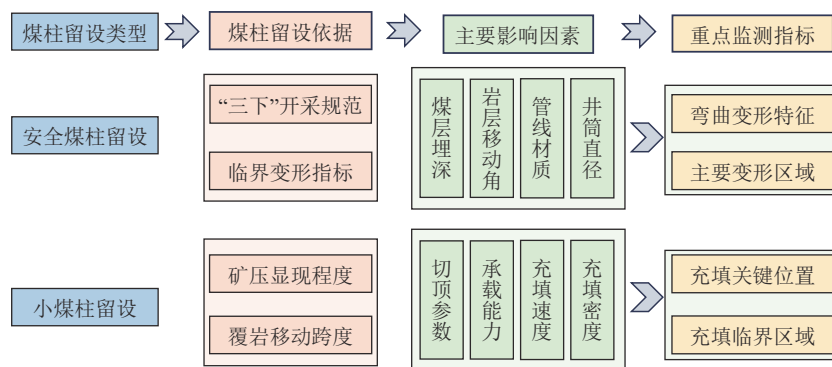 煤柱留设类型
煤柱留设依据
主要影响因素
重点监测指标
安全煤柱留设
“三下”开采规范
临界变形指标
煤层埋深
岩层移动角
管线材质
井筒直径
弯曲变形特征
主要变形区域
小煤柱留设
矿压显现程度
覆岩移动跨度
切顶参数
承载能力
充填速度
充填密度
充填关键位置
充填临界区域